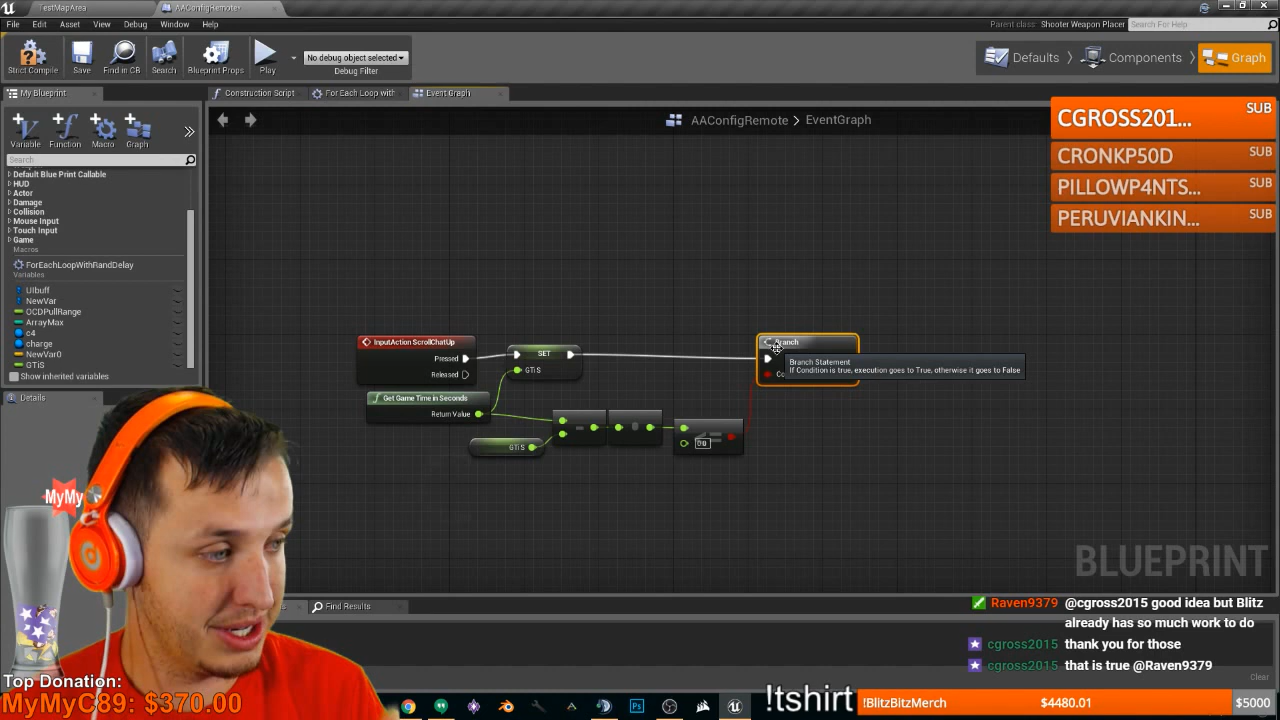 TestMapArea
AAConfigRemote*
File Edit Asset View Debug Window Help
Parent class: Shooter Weapon Placer
Search For Help
Strict Compile
Save
Find in CB
Search
Blueprint Props
Play
No debug object selected
Debug Filter
Defaults
Components
Graph
My Blueprint
Construction Script
For Each Loop with
Event Graph
Variable
Function
Macro
Graph
Search
AAConfigRemote > EventGraph
Default Blue Print Callable
HUD
Actor
Damage
Collision
Mouse Input
Touch Input
Game
Macros
ForEachLoopWithRandDelay
Variables
UIbuff
NewVar
OCDPullRange
ArrayMax
c4
charge
NewVar0
GTiS
Show inherited variables
Details
InputAction ScrollChatUp
Pressed
Released
SET
GTiS
Get Game Time in Seconds
Return Value
GTiS
Branch
Branch Statement
If Condition is true, execution goes to True, otherwise it goes to False
BLUEPRINT
Find Results
CGROSS201... SUB
CRONKP50D SUB
PILLOWP4NTS... SUB
PERUVIANKIN... SUB
MyMy
Raven9379 @cgross2015 good idea but Blitz
already has so much work to do
cgross2015 thank you for those
cgross2015 that is true @Raven9379
Clear
Top Donation:
MyMyC89: $370.00
!tshirt
!BlitzBitzMerch $4480.01 $5000